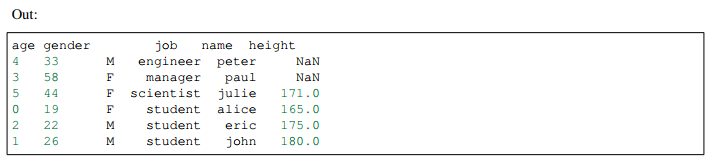 Out:
age gender job name height
4 33 M engineer peter NaN
3 58 F manager paul NaN
5 44 F scientist julie 171.0
0 19 F student alice 165.0
2 22 M student eric 175.0
1 26 M student john 180.0